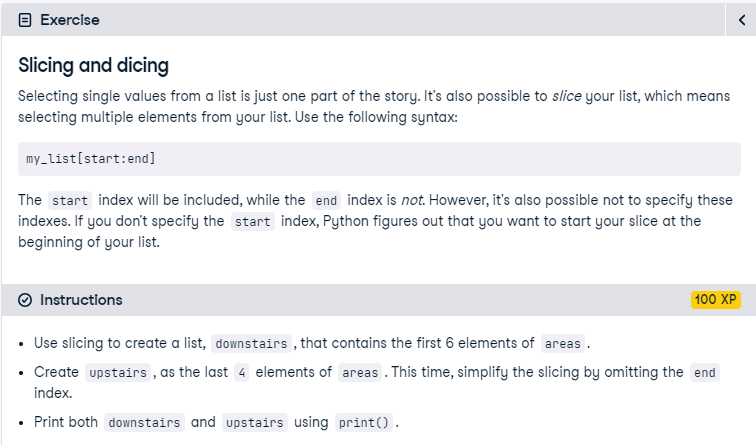 Exercise
Slicing and dicing
Selecting single values from a list is just one part of the story. It's also possible to slice your list, which means
selecting multiple elements from your list. Use the following syntax:
my_list[start:end]
The start index will be included, while the end index is not. However, it's also possible not to specify these
indexes. If you don't specify the start index, Python figures out that you want to start your slice at the
beginning of your list.
Instructions 100 XP
• Use slicing to create a list, downstairs, that contains the first 6 elements of areas.
• Create upstairs, as the last 4 elements of areas. This time, simplify the slicing by omitting the end
index.
• Print both downstairs and upstairs using print().